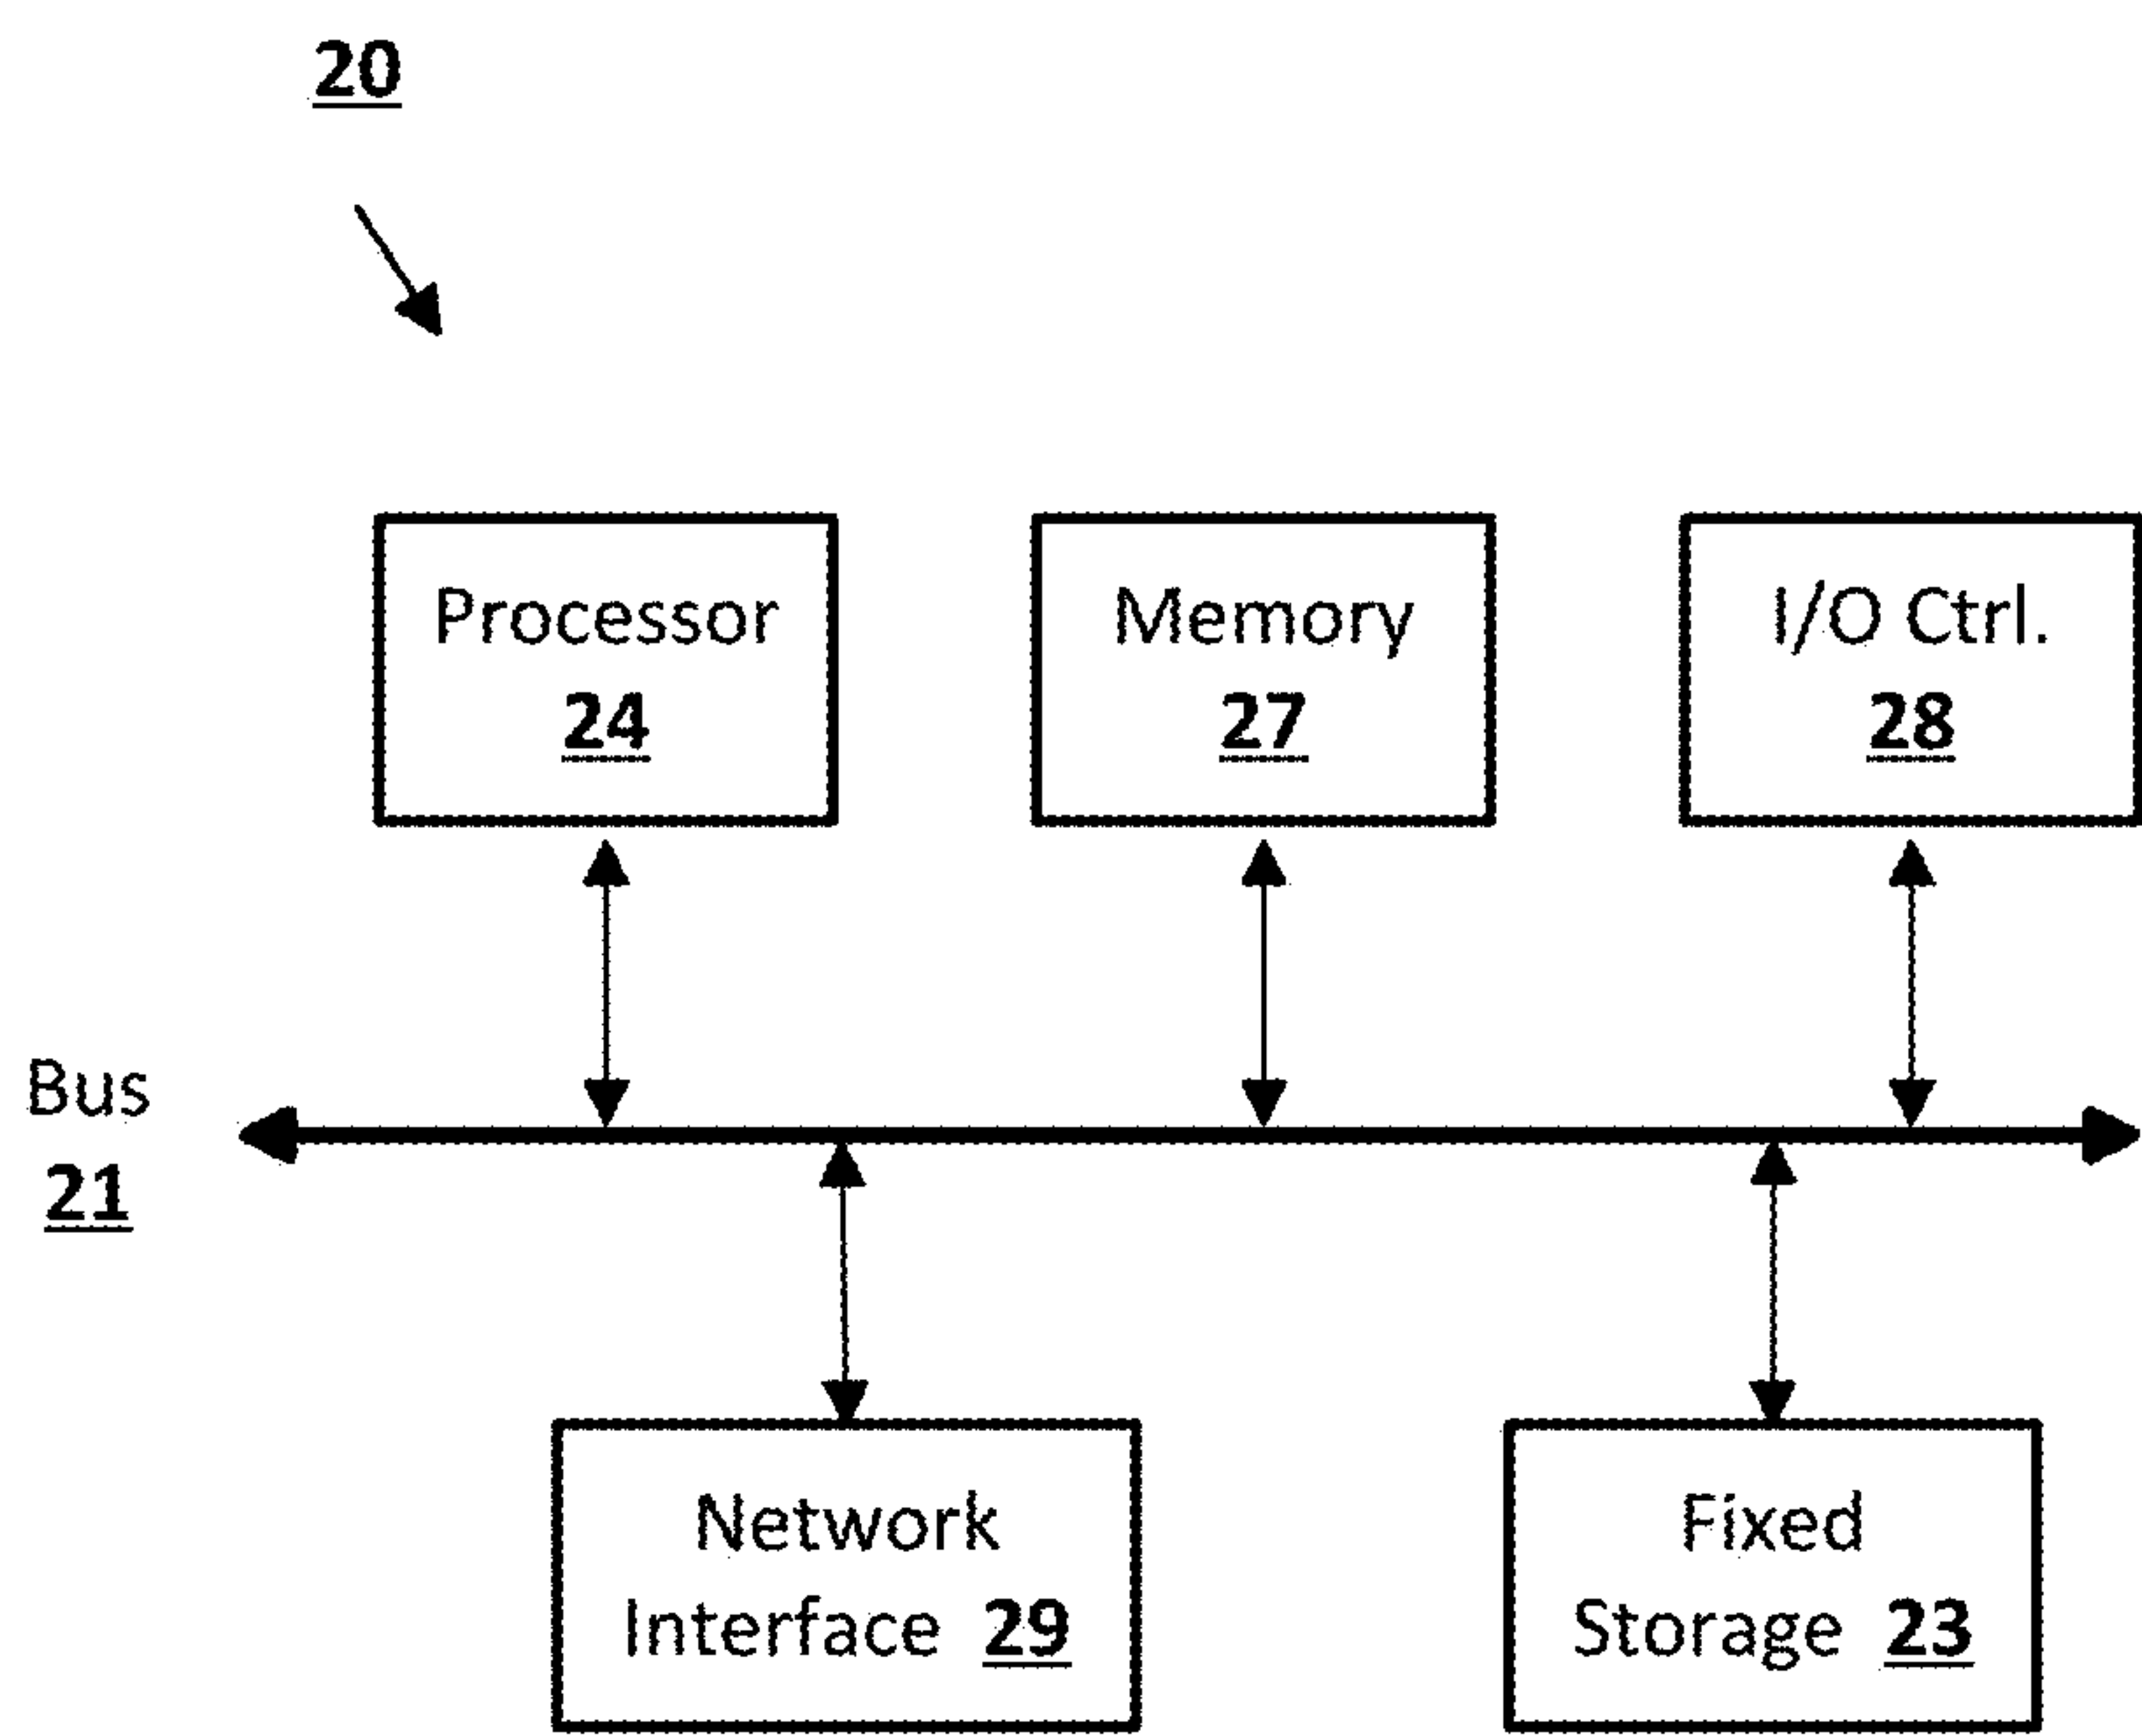 20
Processor
24
Memory
27
I/O Ctrl.
28
Bus
21
Network
Interface 29
Fixed
Storage 23